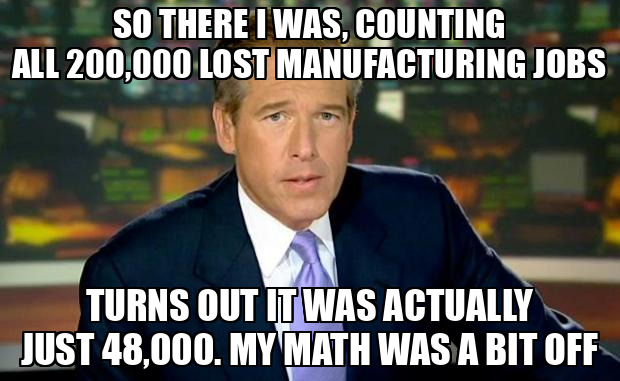 SO THERE I WAS, COUNTING
ALL 200,000 LOST MANUFACTURING JOBS
TURNS OUT IT WAS ACTUALLY
JUST 48,000. MY MATH WAS A BIT OFF